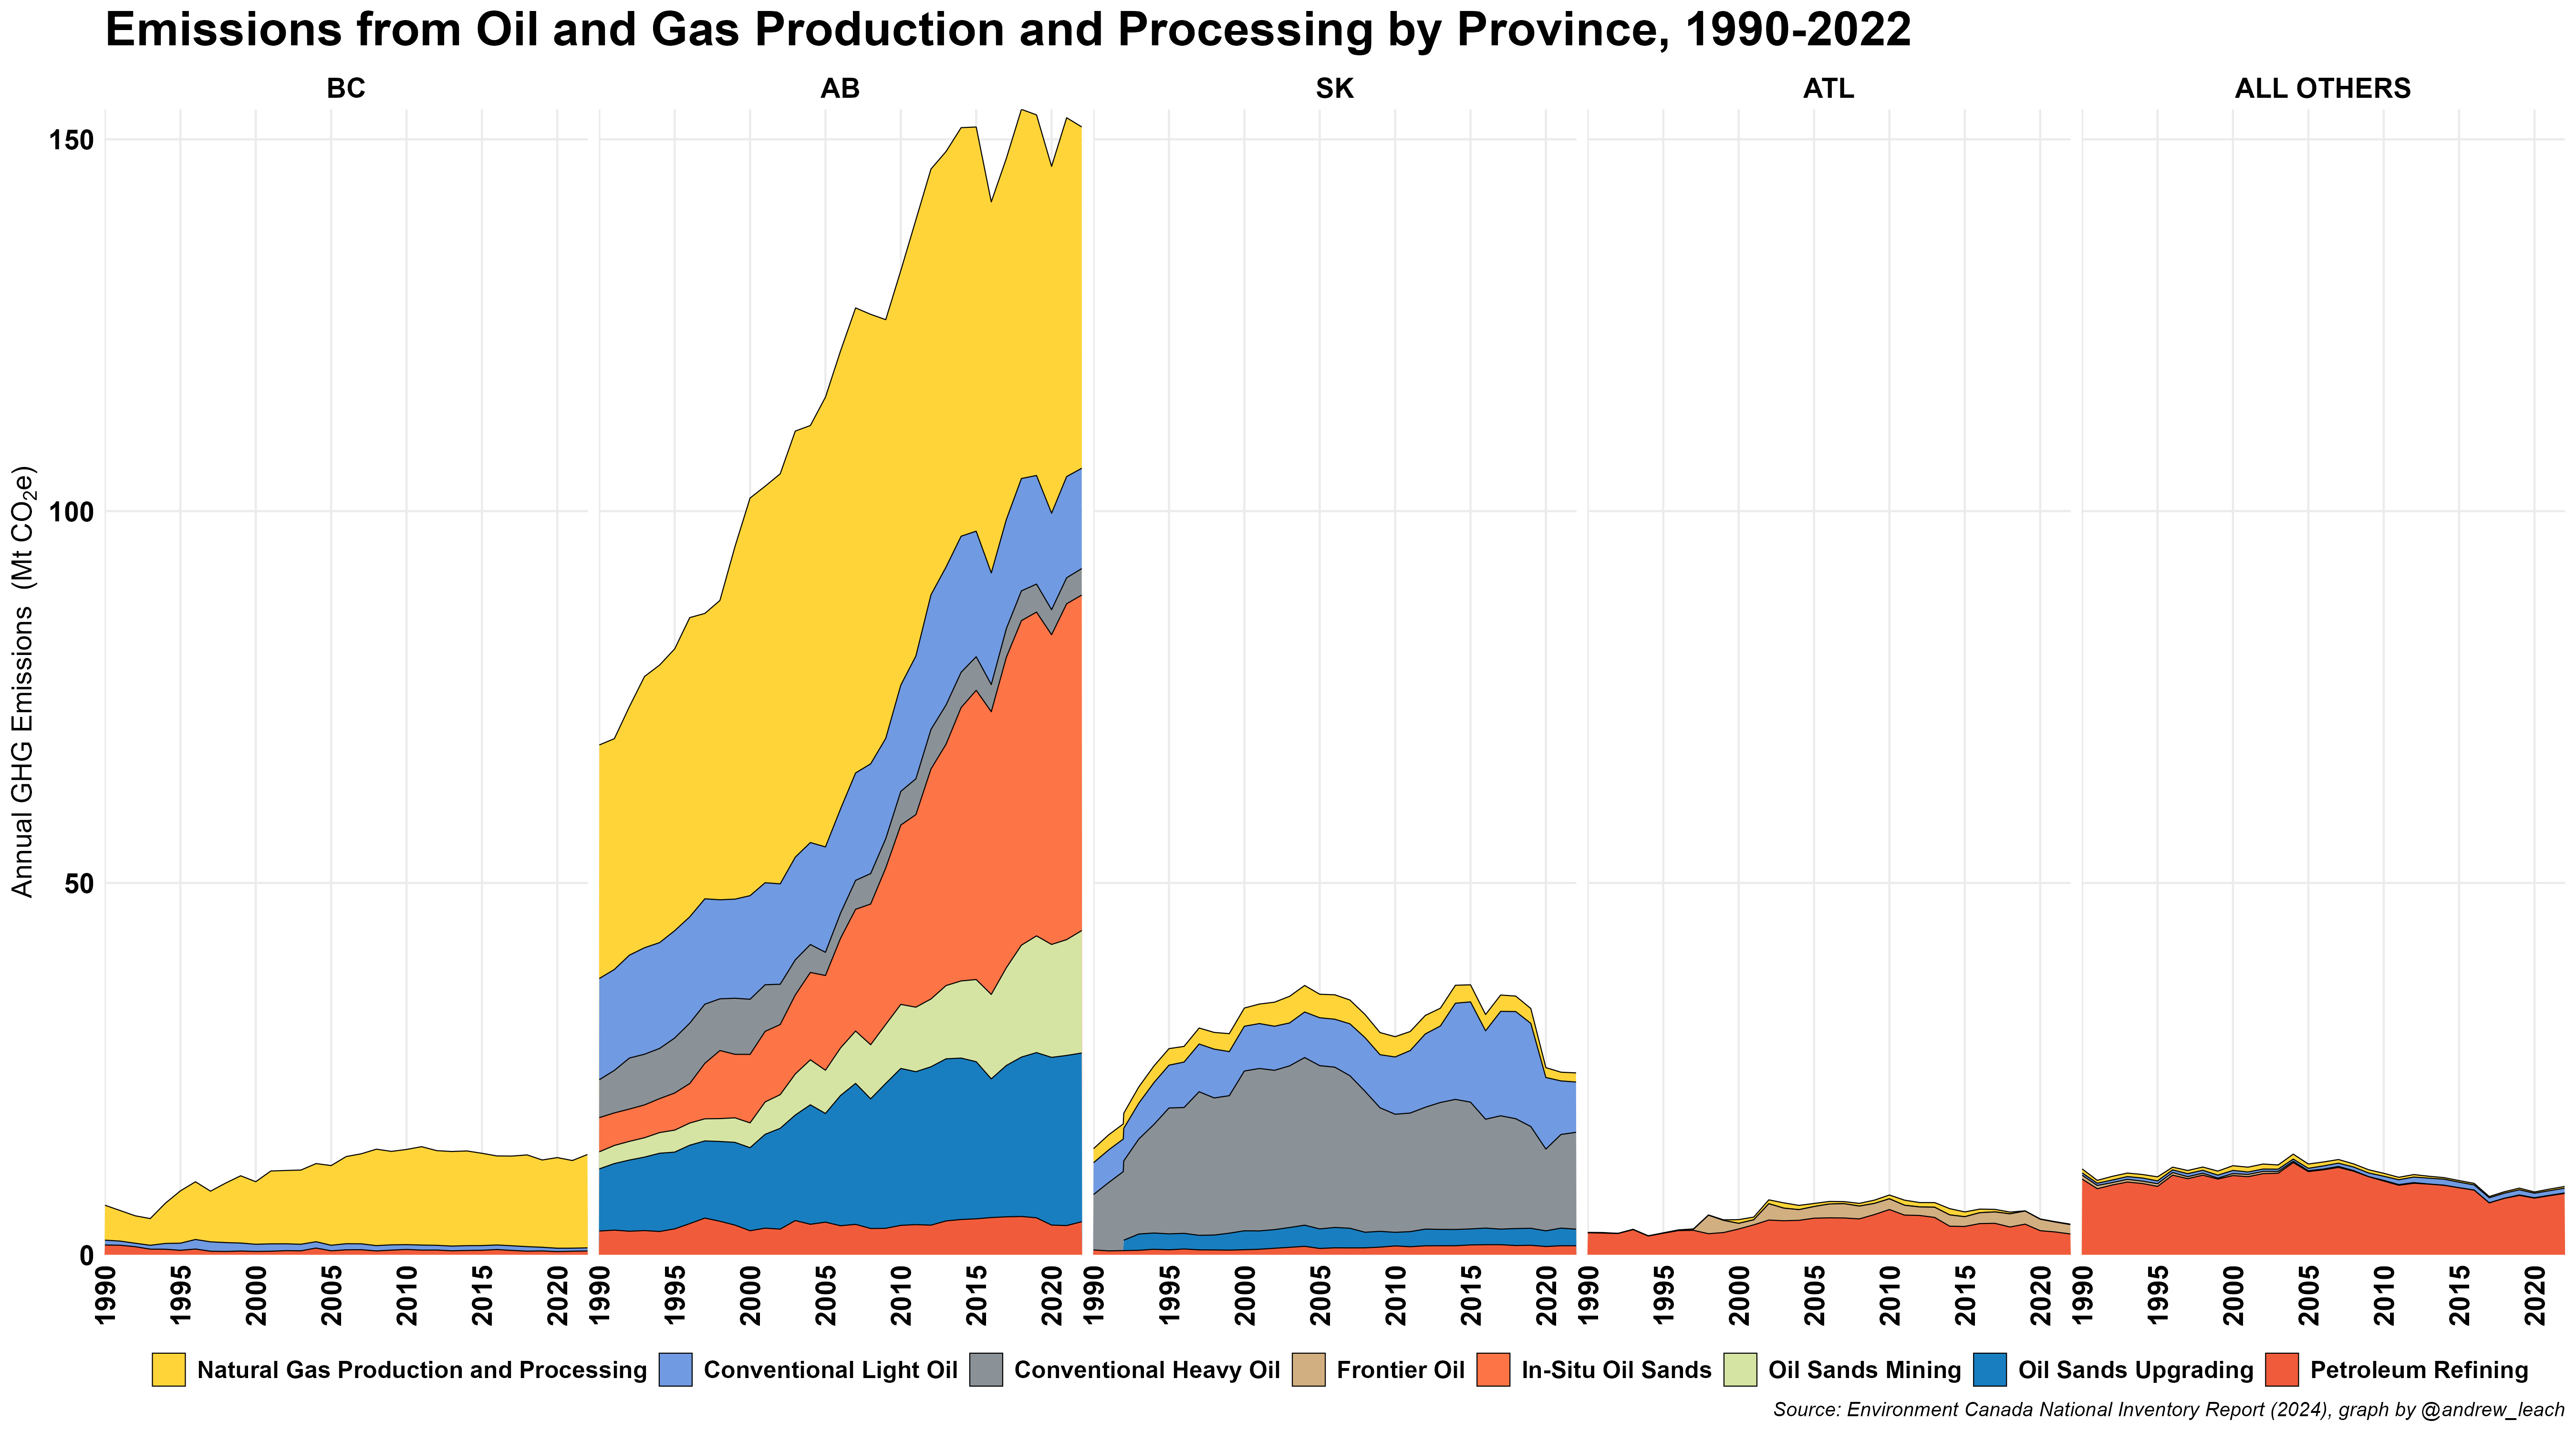 Emissions from Oil and Gas Production and Processing by Province, 1990-2022
BC AB SK ATL ALL OTHERS
Annual GHG Emissions (Mt CO₂e)
150
100
50
0
1990 1995 2000 2005 2010 2015 2020 1990 1995 2000 2005 2010 2015 2020 1990 1995 2000 2005 2010 2015 2020 1990 1995 2000 2005 2010 2015 2020 1990 1995 2000 2005 2010 2015 2020
Natural Gas Production and Processing Conventional Light Oil Conventional Heavy Oil Frontier Oil In-Situ Oil Sands Oil Sands Mining Oil Sands Upgrading Petroleum Refining
Source: Environment Canada National Inventory Report (2024), graph by @andrew_leach